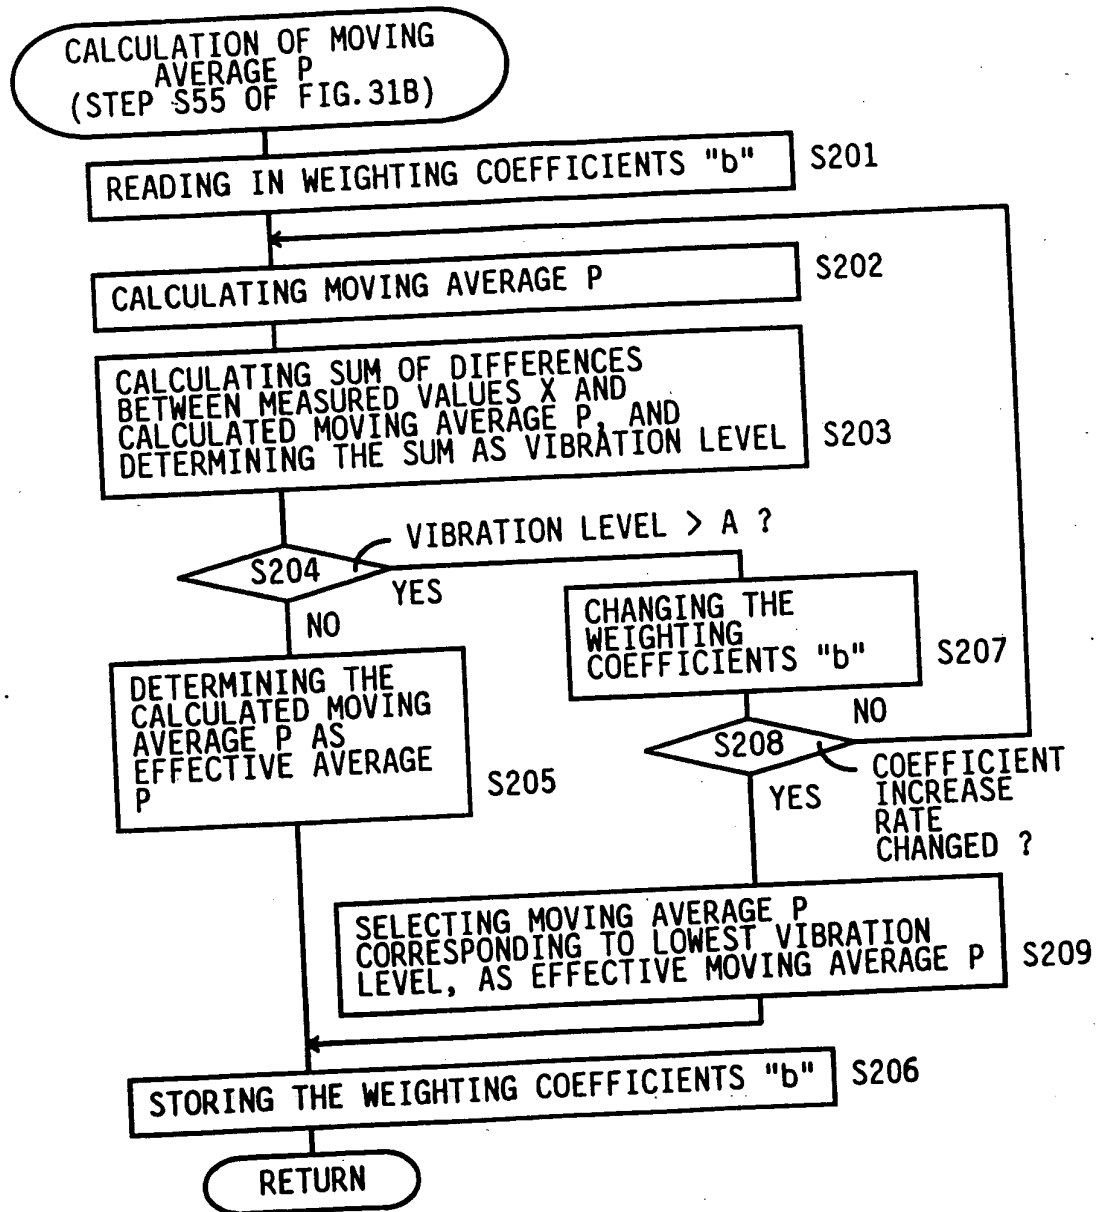 CALCULATION OF MOVING
AVERAGE P
(STEP S55 OF FIG.31B)
READING IN WEIGHTING COEFFICIENTS "b"
S201
CALCULATING MOVING AVERAGE P
S202
CALCULATING SUM OF DIFFERENCES
BETWEEN MEASURED VALUES X AND
CALCULATED MOVING AVERAGE P, AND
DETERMINING THE SUM AS VIBRATION LEVEL
S203
VIBRATION LEVEL > A ?
S204
YES
NO
CHANGING THE
WEIGHTING
COEFFICIENTS "b"
S207
DETERMINING THE
CALCULATED MOVING
AVERAGE P AS
EFFECTIVE AVERAGE
P
S205
S208
NO
YES
COEFFICIENT
INCREASE
RATE
CHANGED ?
SELECTING MOVING AVERAGE P
CORRESPONDING TO LOWEST VIBRATION
LEVEL, AS EFFECTIVE MOVING AVERAGE P
S209
STORING THE WEIGHTING COEFFICIENTS "b"
S206
RETURN